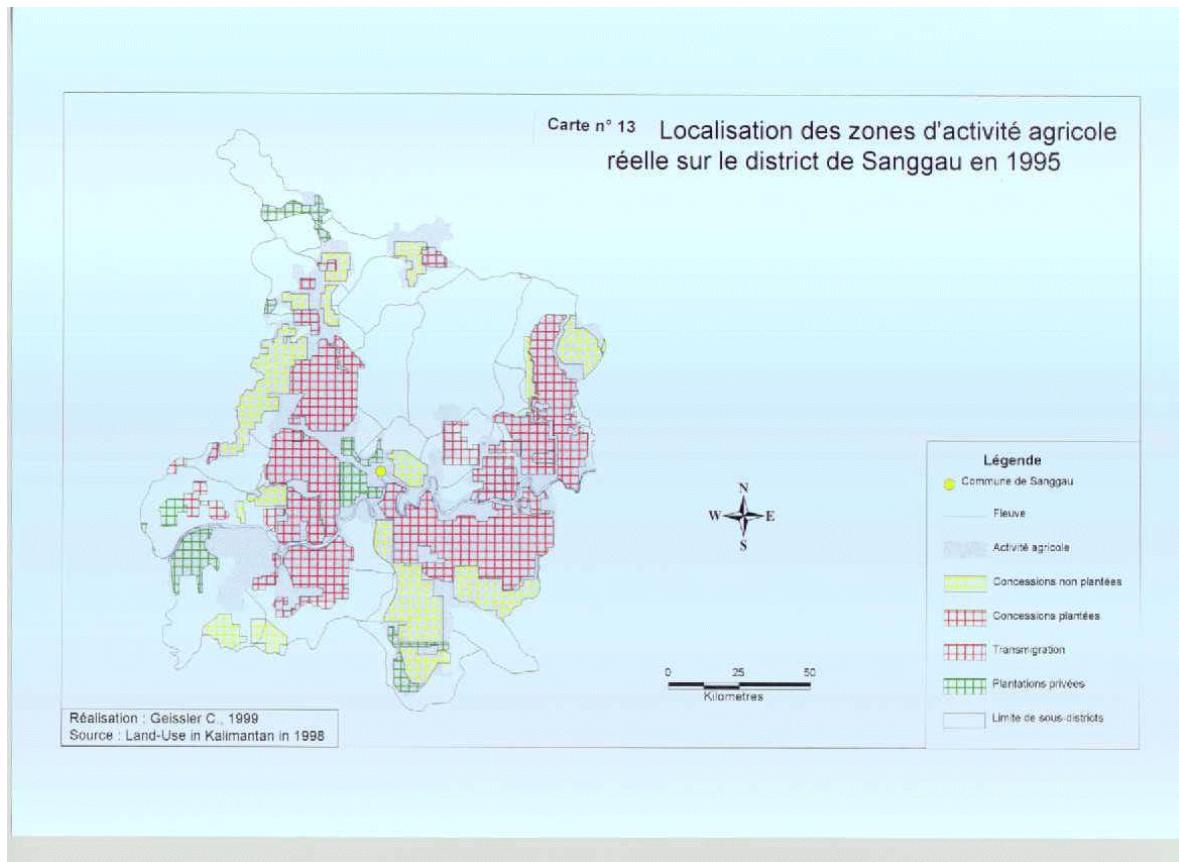 Carte n° 13 Localisation des zones d'activité agricole
réelle sur le district de Sanggau en 1995
Légende
Commune de Sanggau
Fleuve
Activité agricole
Concessions non plantées
Concessions plantées
Transmigration
Plantations privées
Limite de sous-districts
N
W E
S
0 25 50
Kilometres
Réalisation : Geissler C., 1999
Source : Land-Use in Kalimantan in 1998